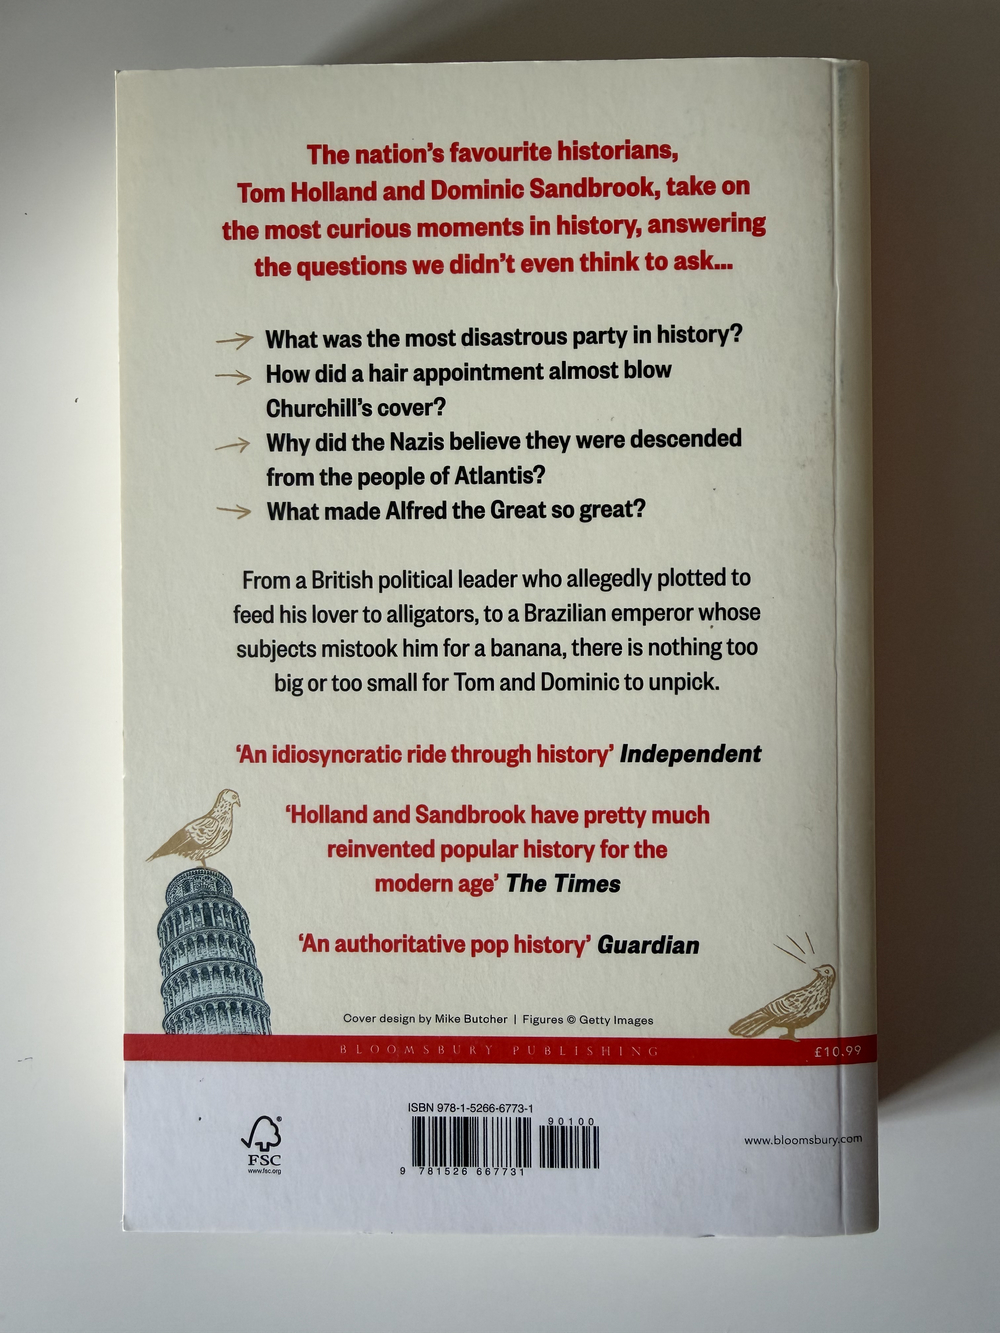 The nation's favourite historians,
Tom Holland and Dominic Sandbrook, take on
the most curious moments in history, answering
the questions we didn't even think to ask...
What was the most disastrous party in history?
How did a hair appointment almost blow
Churchill's cover?
Why did the Nazis believe they were descended
from the people of Atlantis?
What made Alfred the Great so great?
From a British political leader who allegedly plotted to
feed his lover to alligators, to a Brazilian emperor whose
subjects mistook him for a banana, there is nothing too
big or too small for Tom and Dominic to unpick.
‘An idiosyncratic ride through history’ Independent
‘Holland and Sandbrook have pretty much
reinvented popular history for the
modern age’ The Times
‘An authoritative pop history’ Guardian
Cover design by Mike Butcher | Figures © Getty Images
BLOOMSBURY PUBLISHING
£10.99
ISBN 978-1-5266-6773-1
90100
9 781526 667731
FSC
www.fsc.org
www.bloomsbury.com